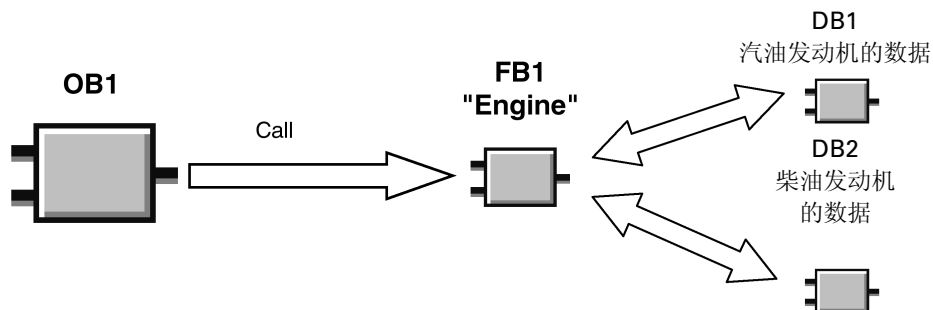 OB1
Call
FB1
"Engine"
DB1
汽油发动机的数据
DB2
柴油发动机
的数据